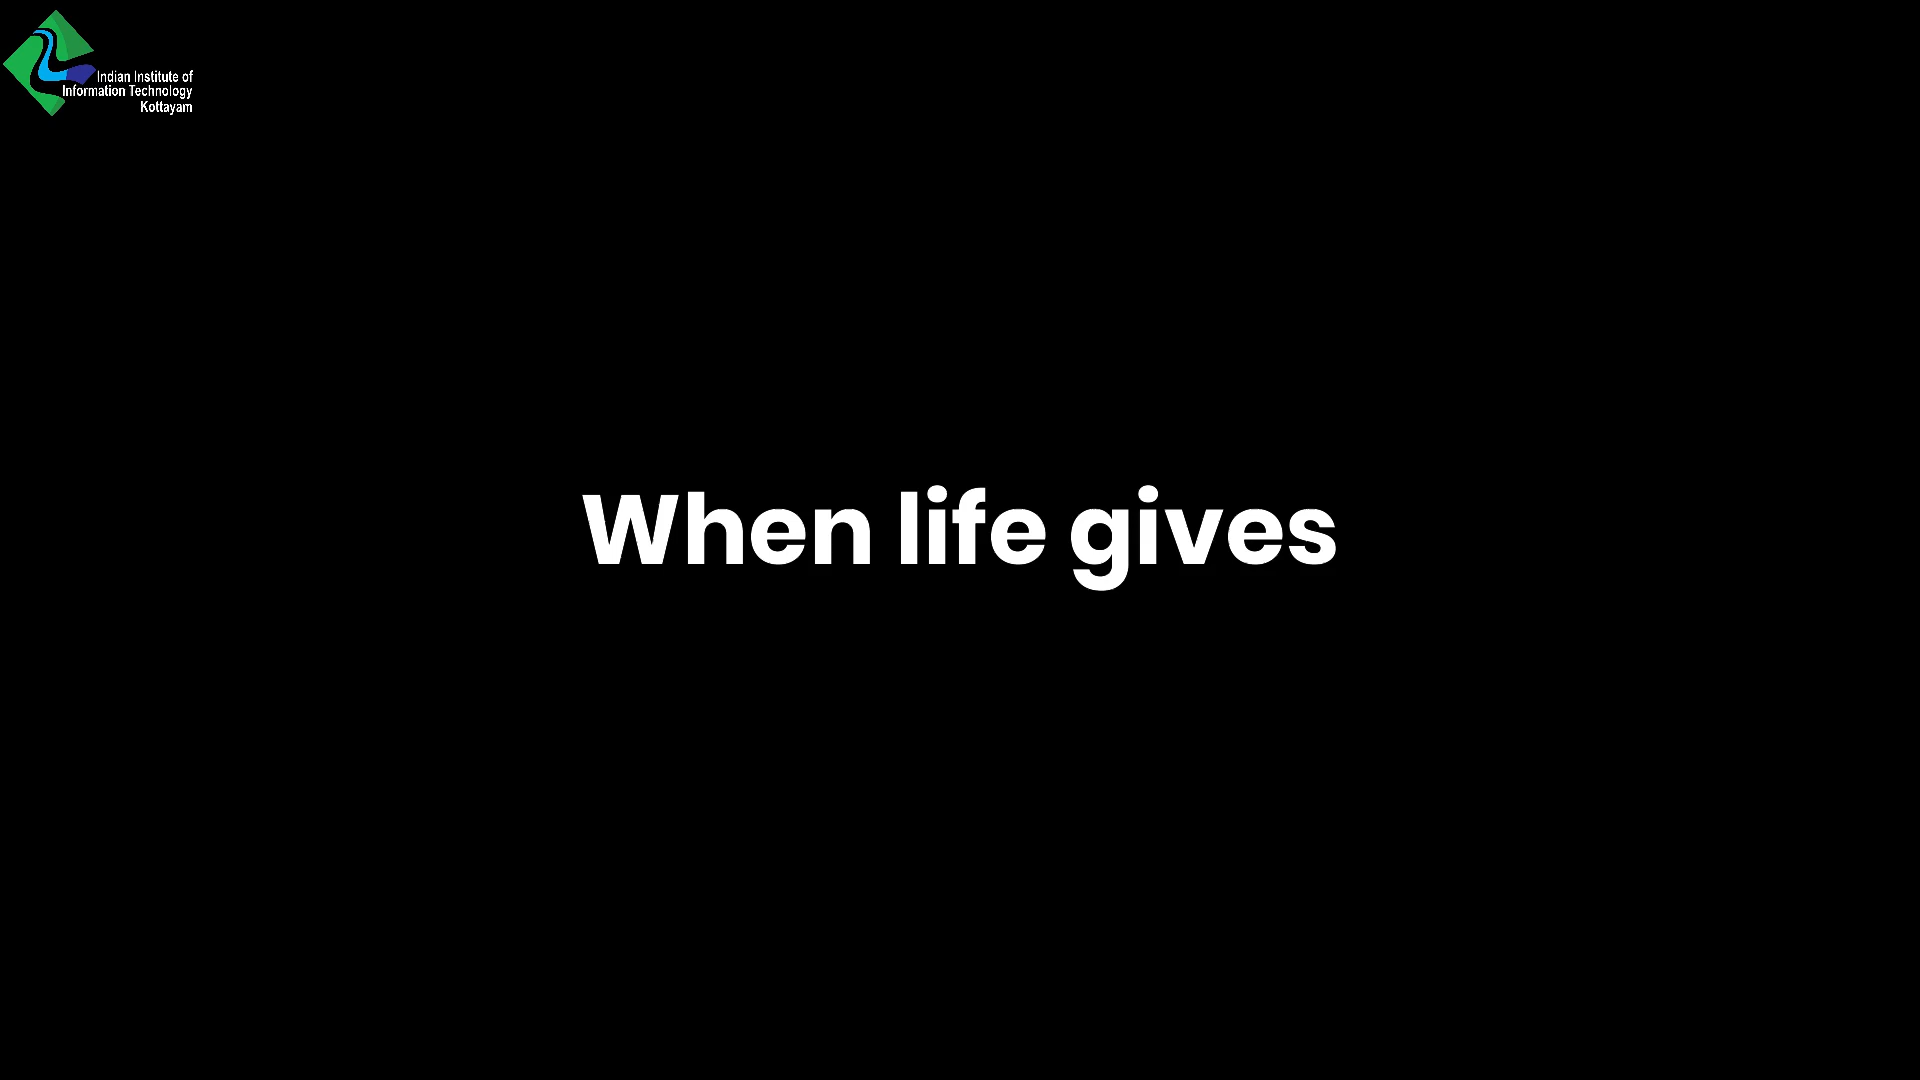 Indian Institute of
Information Technology
Kottayam
When life gives